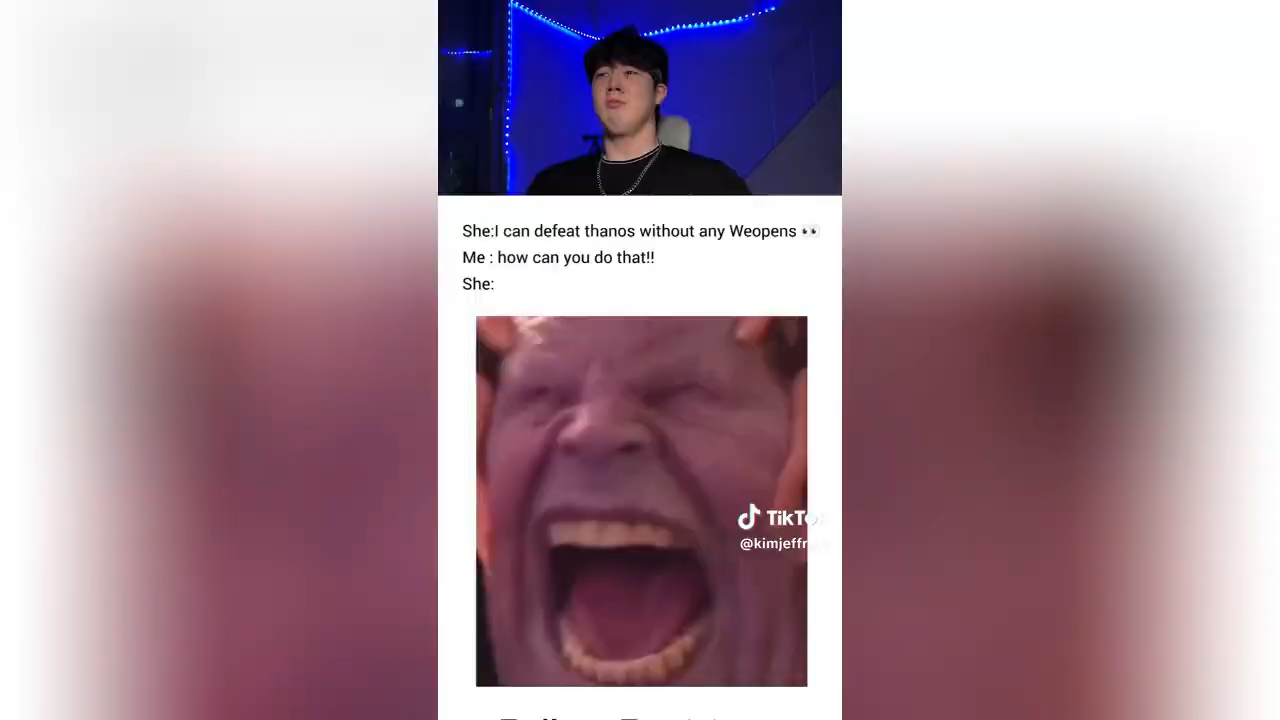 She:I can defeat thanos without any Weopens 👀
Me : how can you do that!!
She:
TikTok